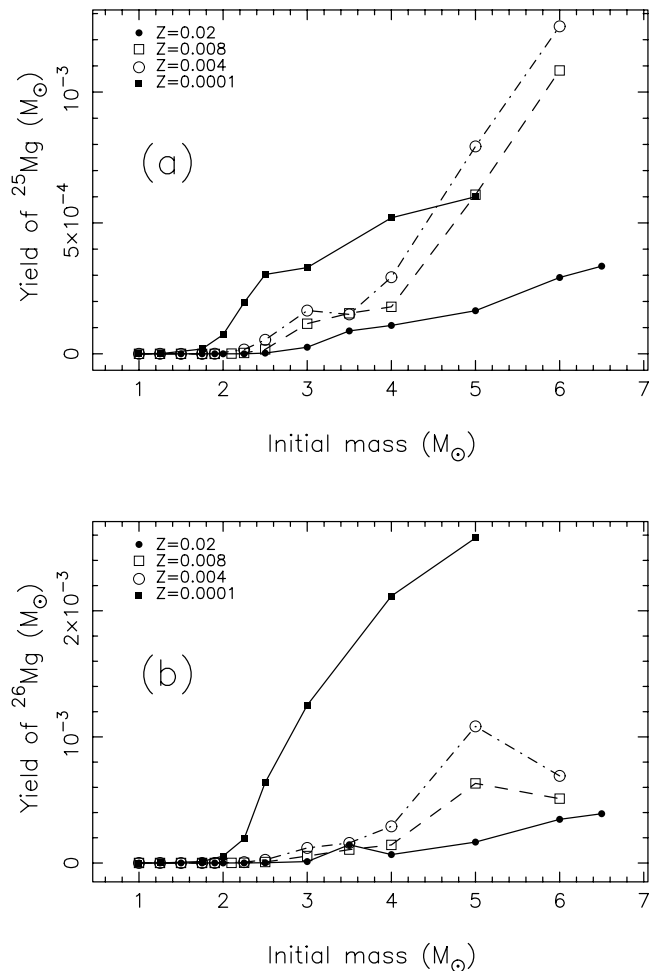 Z=0.02
Z=0.008
Z=0.004
Z=0.0001
(a)
Yield of ²⁵Mg (M⊙)
0
5×10⁻⁴
10⁻³
1 2 3 4 5 6 7
Initial mass (M⊙)
Z=0.02
Z=0.008
Z=0.004
Z=0.0001
(b)
Yield of ²⁶Mg (M⊙)
0
10⁻³
2×10⁻³
1 2 3 4 5 6 7
Initial mass (M⊙)